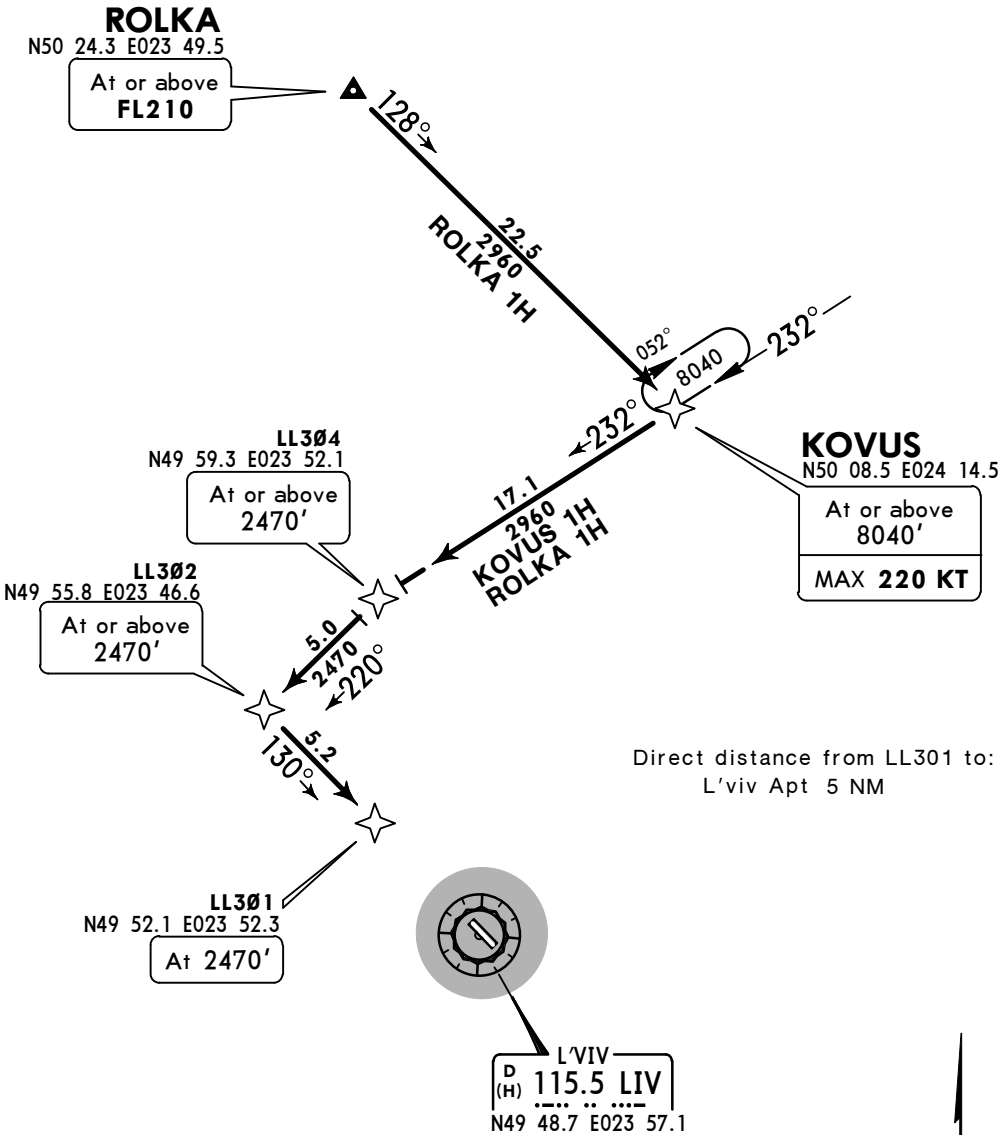 ROLKA
N50 24.3 E023 49.5
At or above
FL210
128°
22.5
2960
ROLKA 1H
052°
8040
232°
232°
KOVUS
N50 08.5 E024 14.5
At or above
8040'
MAX 220 KT
17.1
2960
KOVUS 1H
ROLKA 1H
LL3Ø4
N49 59.3 E023 52.1
At or above
2470'
LL3Ø2
N49 55.8 E023 46.6
At or above
2470'
5.0
2470
220°
5.2
130°
Direct distance from LL301 to:
L'viv Apt 5 NM
LL3Ø1
N49 52.1 E023 52.3
At 2470'
L'VIV
D
(H) 115.5 LIV
N49 48.7 E023 57.1